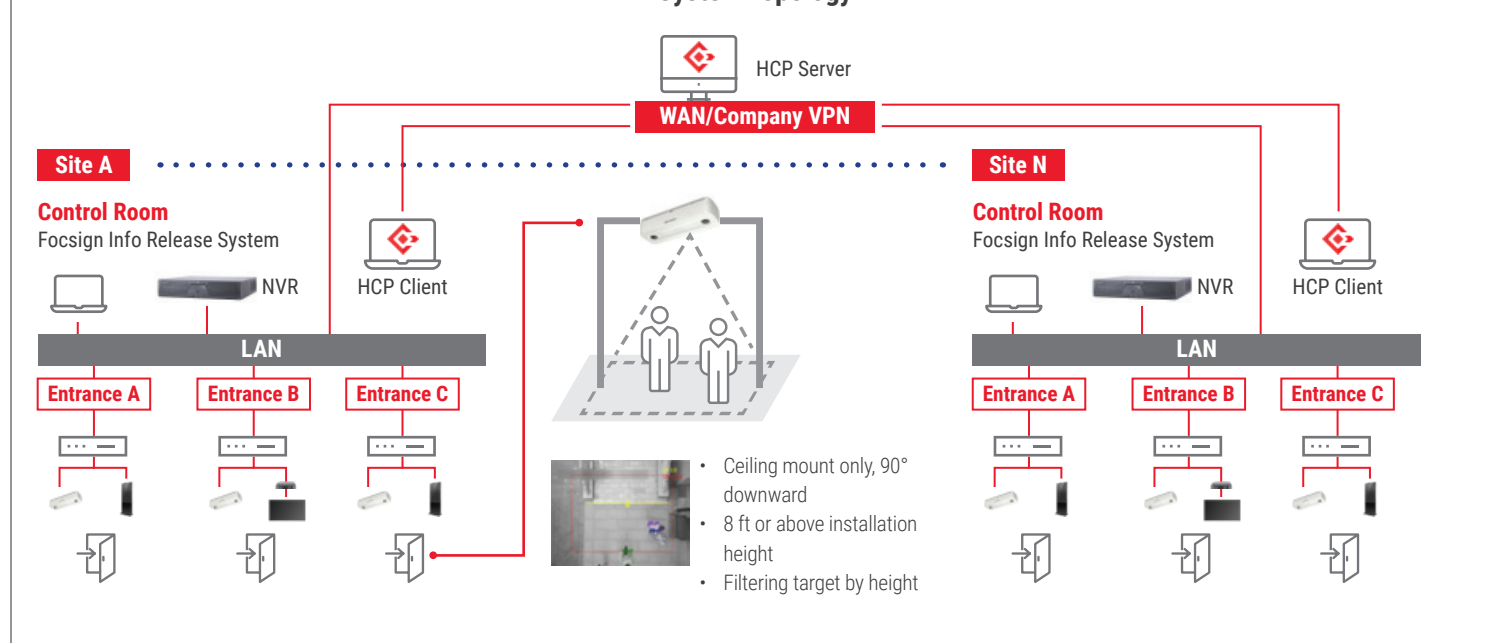 System Topology
HCP Server
WAN/Company VPN
Site A
Control Room
Focsign Info Release System
NVR
HCP Client
LAN
Entrance A
Entrance B
Entrance C
• Ceiling mount only, 90°
downward
• 8 ft or above installation
height
• Filtering target by height
Site N
Control Room
Focsign Info Release System
NVR
HCP Client
LAN
Entrance A
Entrance B
Entrance C